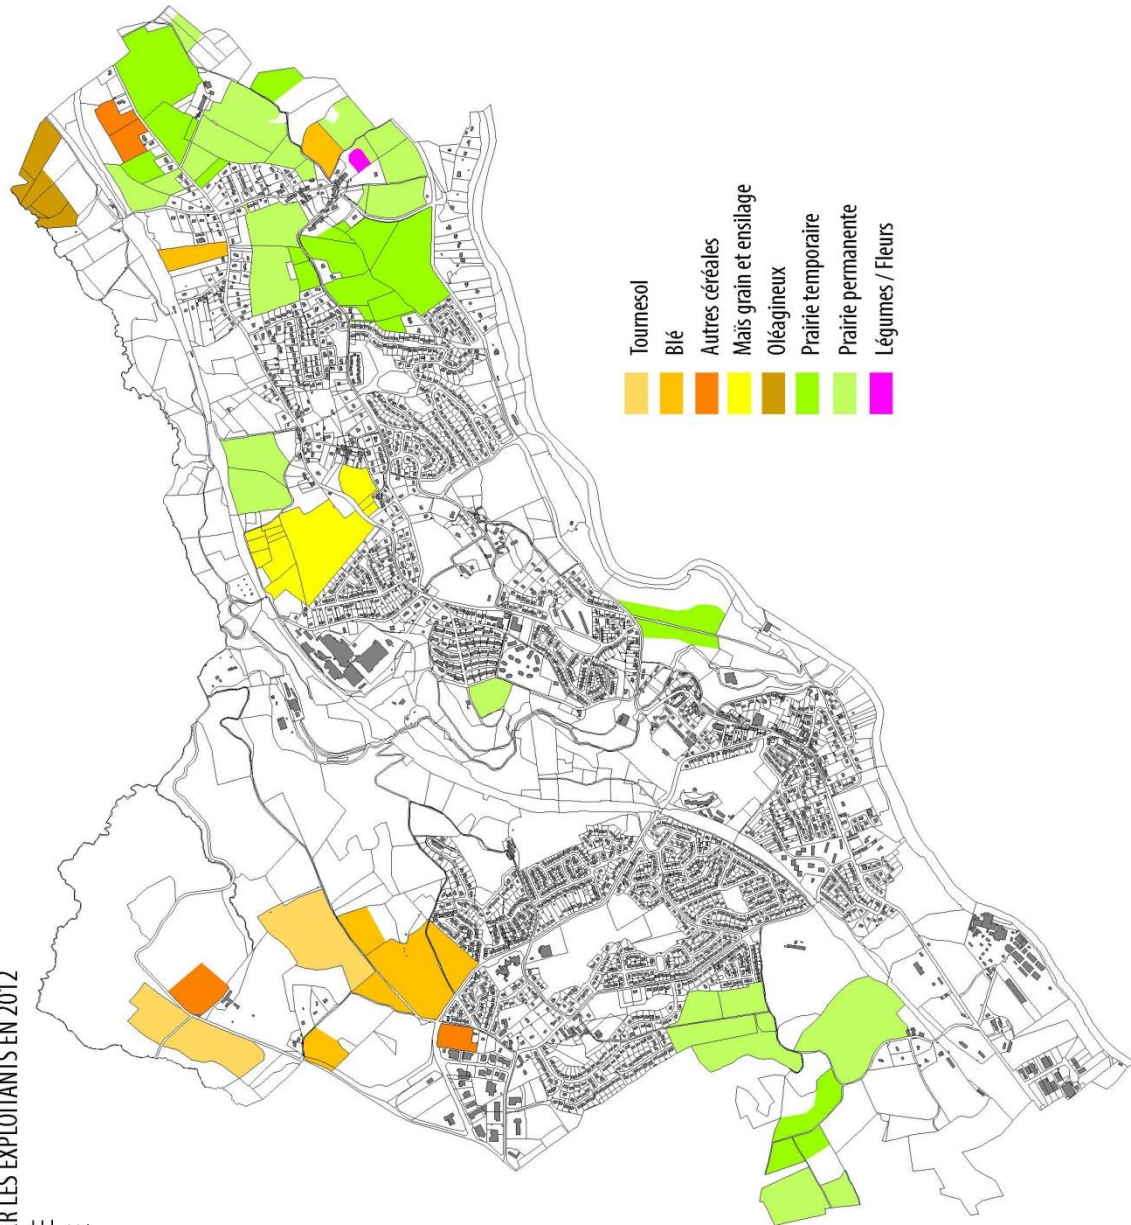 R LES EXPLOITANTS EN 2012
Tournesol
Blé
Autres céréales
Maïs grain et ensilage
Oléagineux
Prairie temporaire
Prairie permanente
Légumes / Fleurs